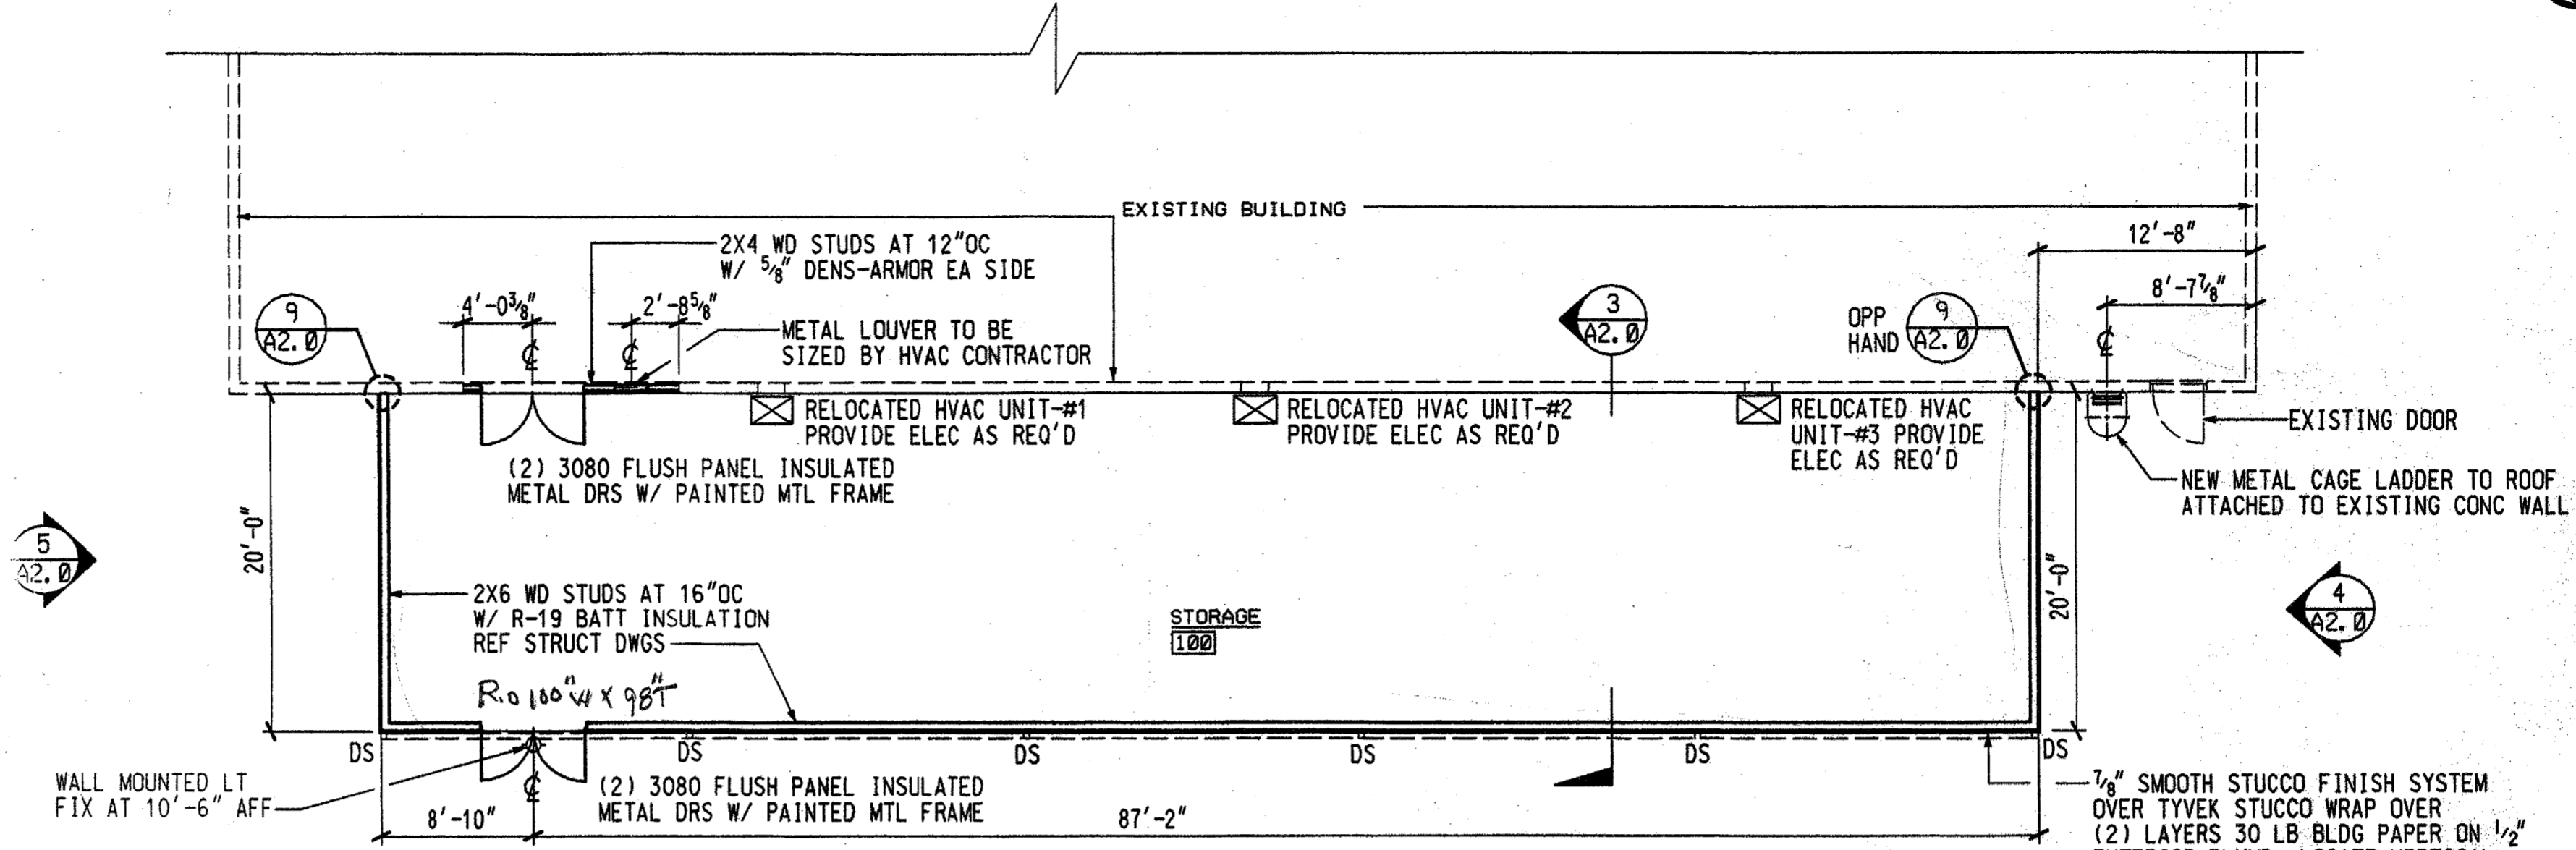 EXISTING BUILDING
12'-8"
2X4 WD STUDS AT 12"OC
W/ 5/8" DENS-ARMOR EA SIDE
8'-7 7/8"
4'-0 3/8"
2'-8 5/8"
9
A2.0
METAL LOUVER TO BE
SIZED BY HVAC CONTRACTOR
3
A2.0
OPP
HAND
9
A2.0
℄
℄
℄
RELOCATED HVAC UNIT-#1
PROVIDE ELEC AS REQ'D
RELOCATED HVAC UNIT-#2
PROVIDE ELEC AS REQ'D
RELOCATED HVAC
UNIT-#3 PROVIDE
ELEC AS REQ'D
EXISTING DOOR
(2) 3080 FLUSH PANEL INSULATED
METAL DRS W/ PAINTED MTL FRAME
NEW METAL CAGE LADDER TO ROOF
ATTACHED TO EXISTING CONC WALL
20'-0"
5
A2.0
2X6 WD STUDS AT 16"OC
W/ R-19 BATT INSULATION
REF STRUCT DWGS
STORAGE
100
20'-0"
4
A2.0
R.O 100"W X 98"T
DS
DS
DS
DS
DS
DS
WALL MOUNTED LT
FIX AT 10'-6" AFF
℄
(2) 3080 FLUSH PANEL INSULATED
METAL DRS W/ PAINTED MTL FRAME
8'-10"
87'-2"
7/8" SMOOTH STUCCO FINISH SYSTEM
OVER TYVEK STUCCO WRAP OVER
(2) LAYERS 30 LB BLDG PAPER ON 1/2"